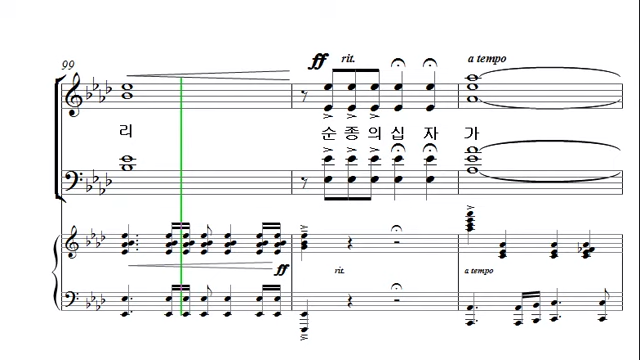 99
ff rit. a tempo
리 순 종 의 십 자 가
ff rit. a tempo